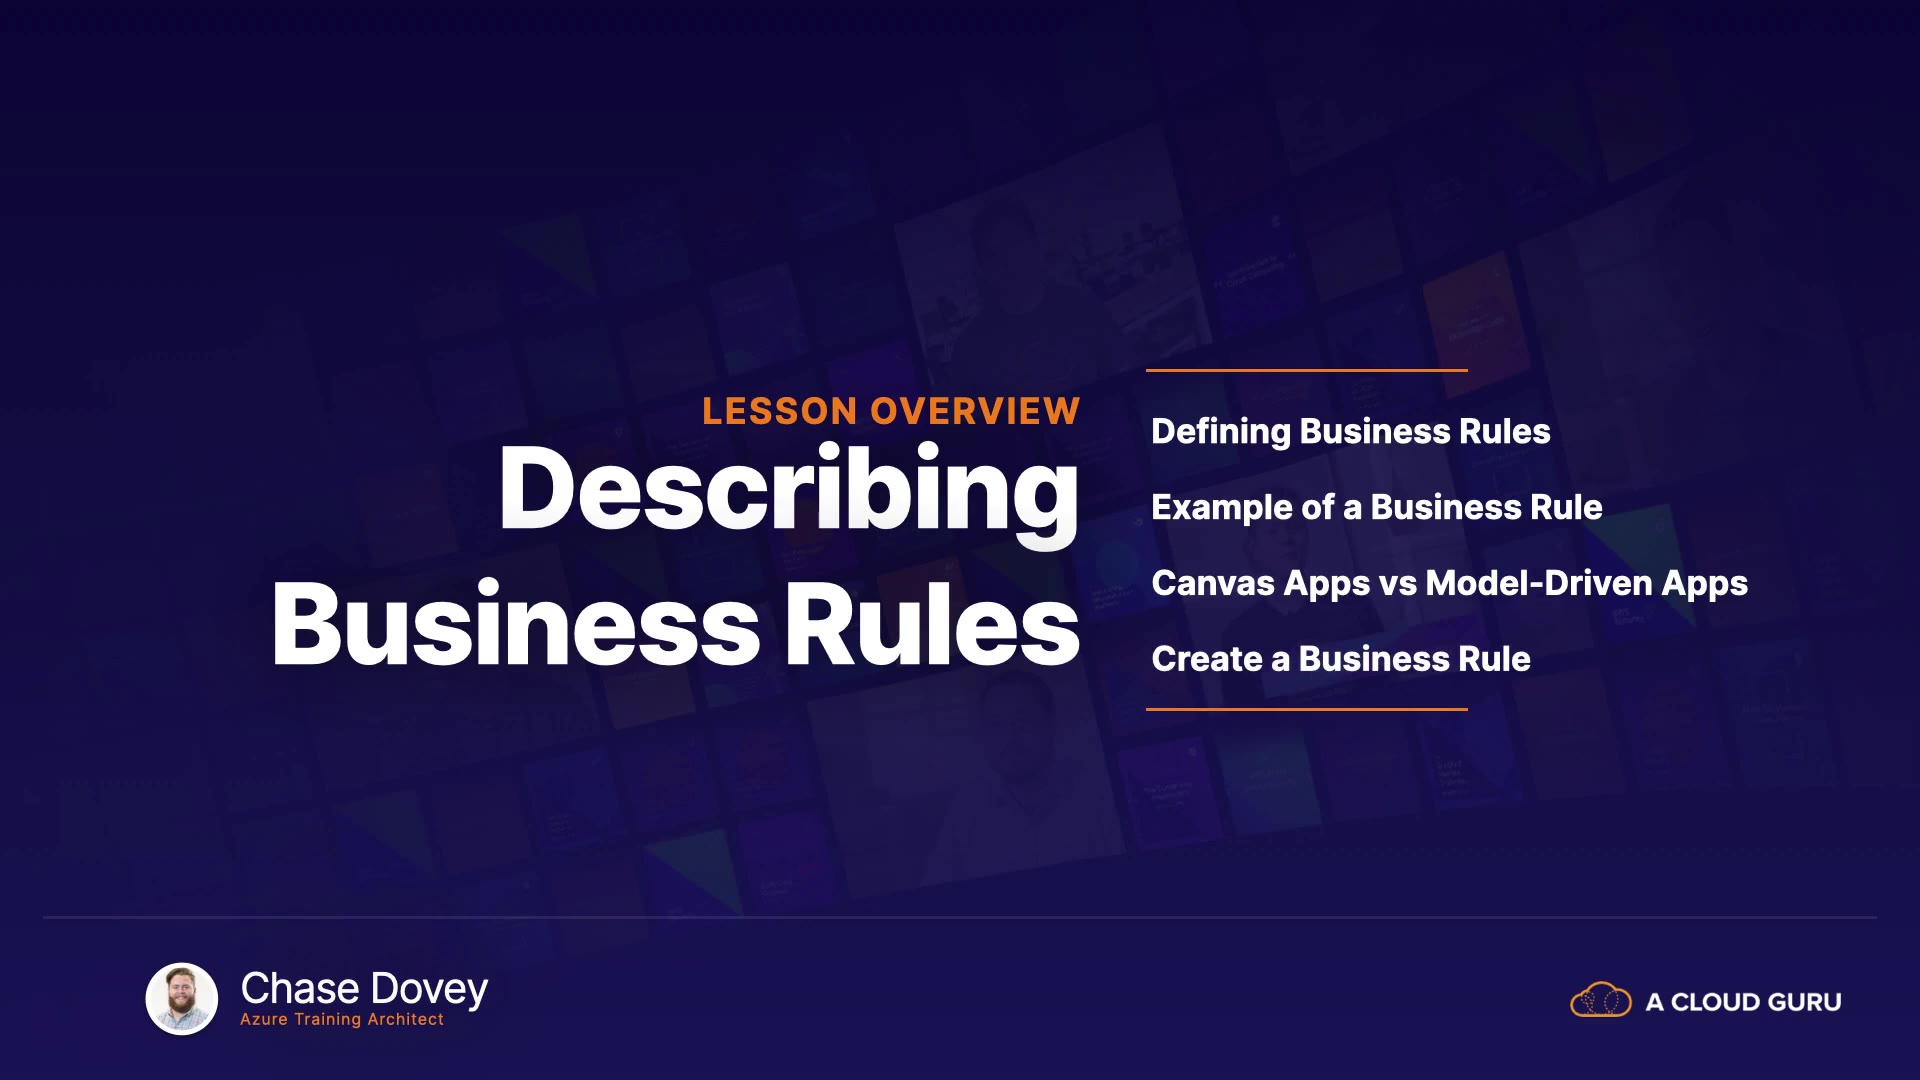 LESSON OVERVIEW
Describing
Business Rules
Defining Business Rules
Example of a Business Rule
Canvas Apps vs Model-Driven Apps
Create a Business Rule
Chase Dovey
Azure Training Architect
A CLOUD GURU